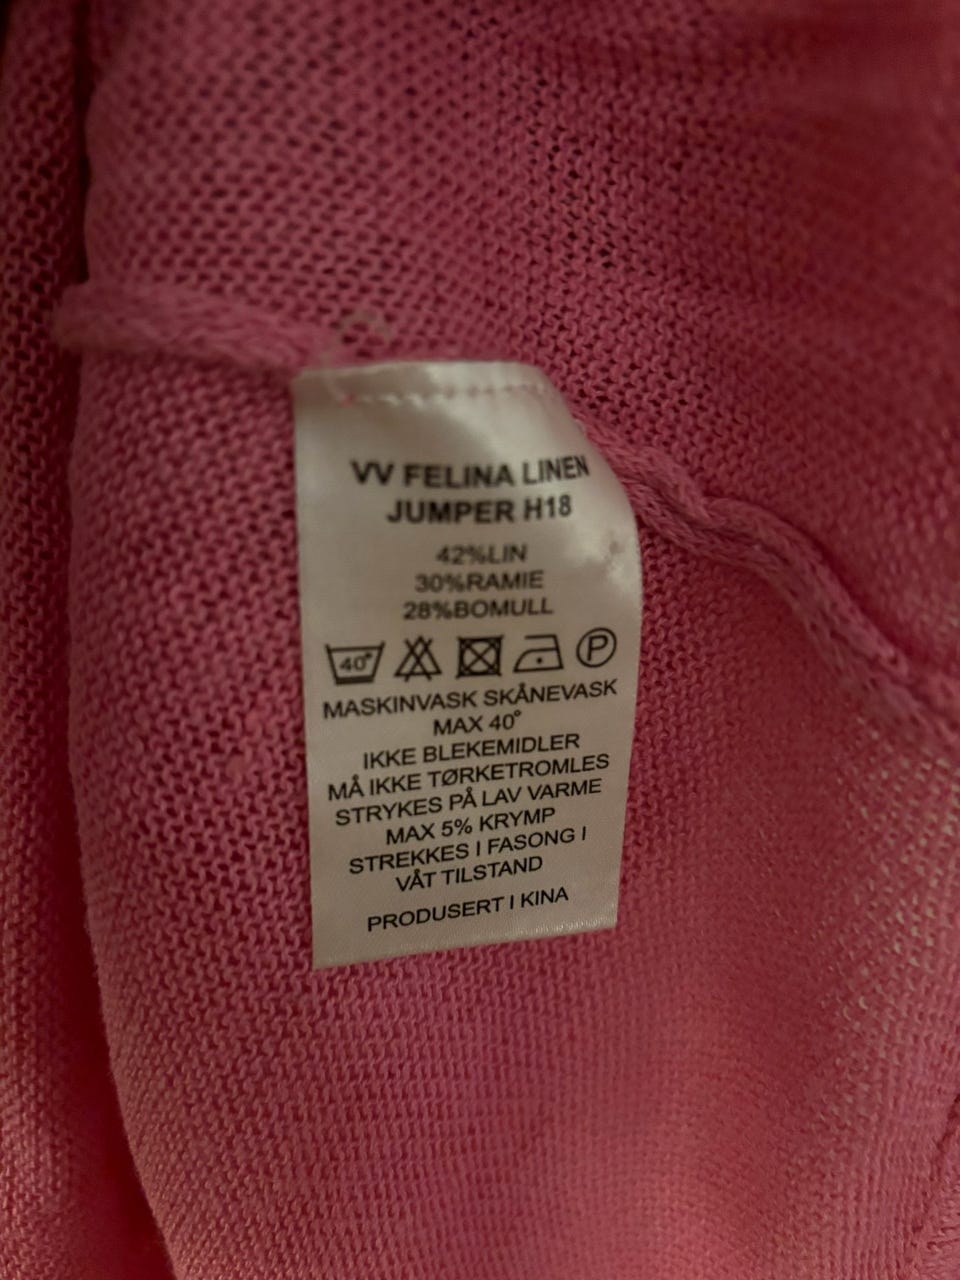 VV FELINA LINEN
JUMPER H18
42%LIN
30%RAMIE
28%BOMULL
40° P
MASKINVASK SKÅNEVASK
MAX 40°
IKKE BLEKEMIDLER
MÅ IKKE TØRKETROMLES
STRYKES PÅ LAV VARME
MAX 5% KRYMP
STREKKES I FASONG I
VÅT TILSTAND
PRODUSERT I KINA